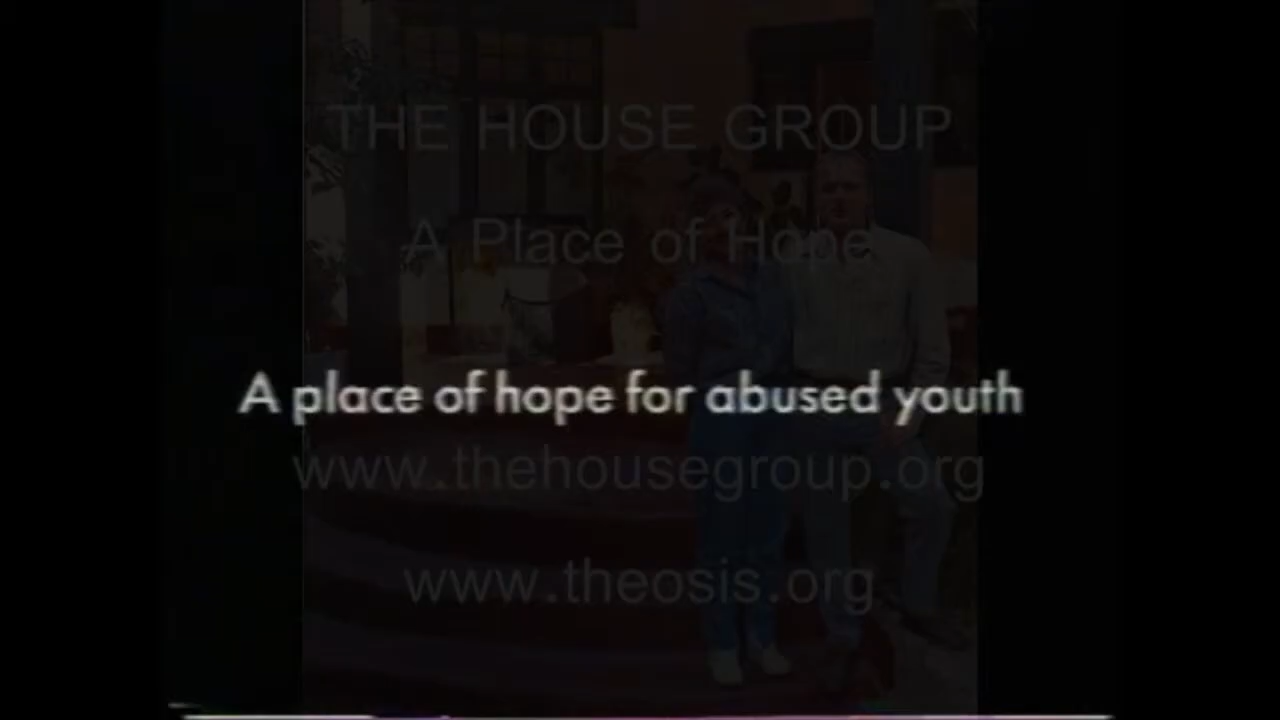 THE HOUSE GROUP
A Place of Hope
A place of hope for abused youth
www.thehousegroup.org
www.theosis.org